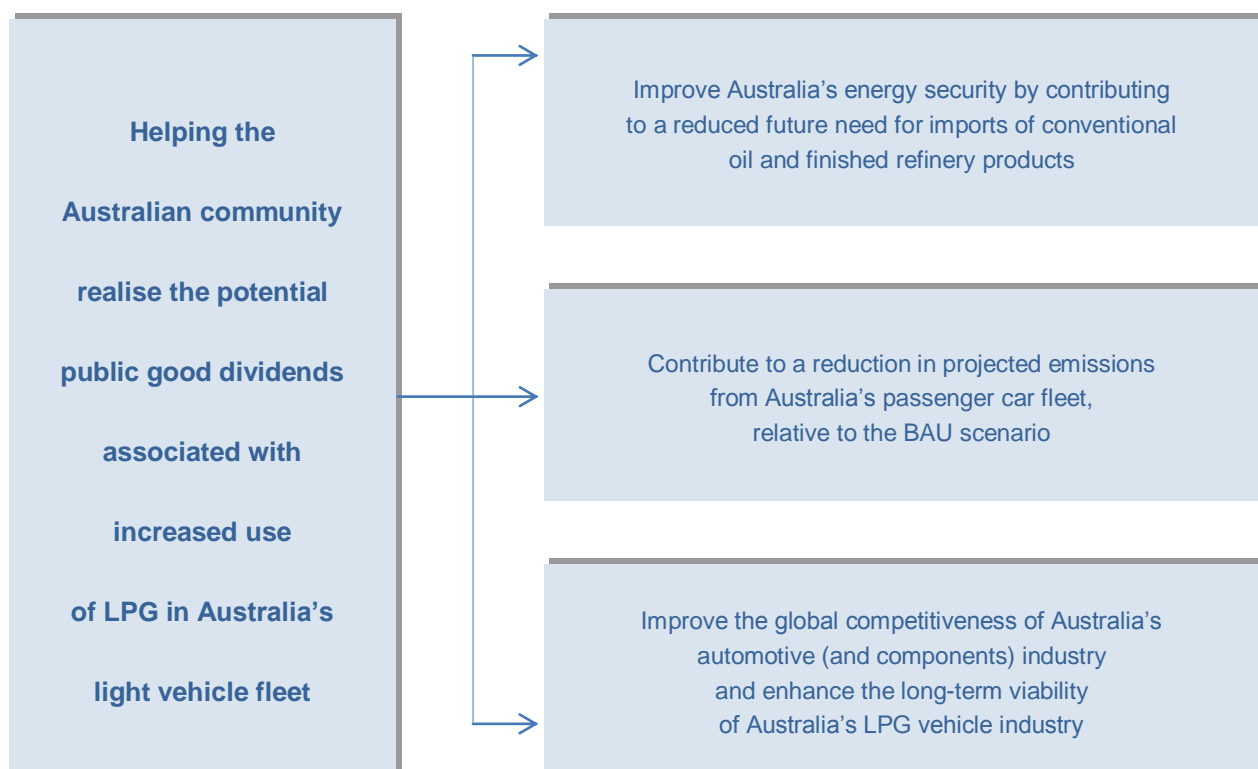 Helping the
Australian community
realise the potential
public good dividends
associated with
increased use
of LPG in Australia’s
light vehicle fleet
Improve Australia’s energy security by contributing
to a reduced future need for imports of conventional
oil and finished refinery products
Contribute to a reduction in projected emissions
from Australia’s passenger car fleet,
relative to the BAU scenario
Improve the global competitiveness of Australia’s
automotive (and components) industry
and enhance the long-term viability
of Australia’s LPG vehicle industry